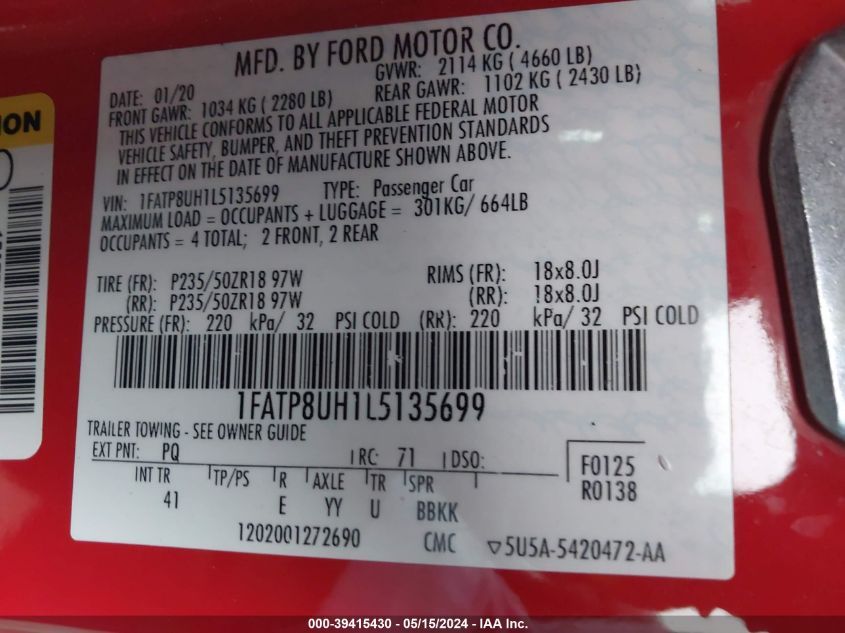 MFD. BY FORD MOTOR CO.
DATE: 01/20 GVWR: 2114 KG ( 4660 LB)
FRONT GAWR: 1034 KG ( 2280 LB) REAR GAWR: 1102 KG ( 2430 LB)
THIS VEHICLE CONFORMS TO ALL APPLICABLE FEDERAL MOTOR
VEHICLE SAFETY, BUMPER, AND THEFT PREVENTION STANDARDS
IN EFFECT ON THE DATE OF MANUFACTURE SHOWN ABOVE.
VIN: 1FATP8UH1L5135699 TYPE: Passenger Car
MAXIMUM LOAD = OCCUPANTS + LUGGAGE = 301KG/ 664LB
OCCUPANTS = 4 TOTAL; 2 FRONT, 2 REAR
TIRE (FR): P235/50ZR18 97W RIMS (FR): 18x8.0J
(RR): P235/50ZR18 97W (RR): 18x8.0J
PRESSURE (FR): 220 kPa/ 32 PSI COLD (RR): 220 kPa/ 32 PSI COLD
1FATP8UH1L5135699
TRAILER TOWING - SEE OWNER GUIDE
EXT PNT: PQ RC: 71 DSO: F0125
INT TR TP/PS R AXLE TR SPR R0138
41 E YY U BBKK
1202001272690 CMC ▽5U5A-5420472-AA
000-39415430 - 05/15/2024 - IAA Inc.